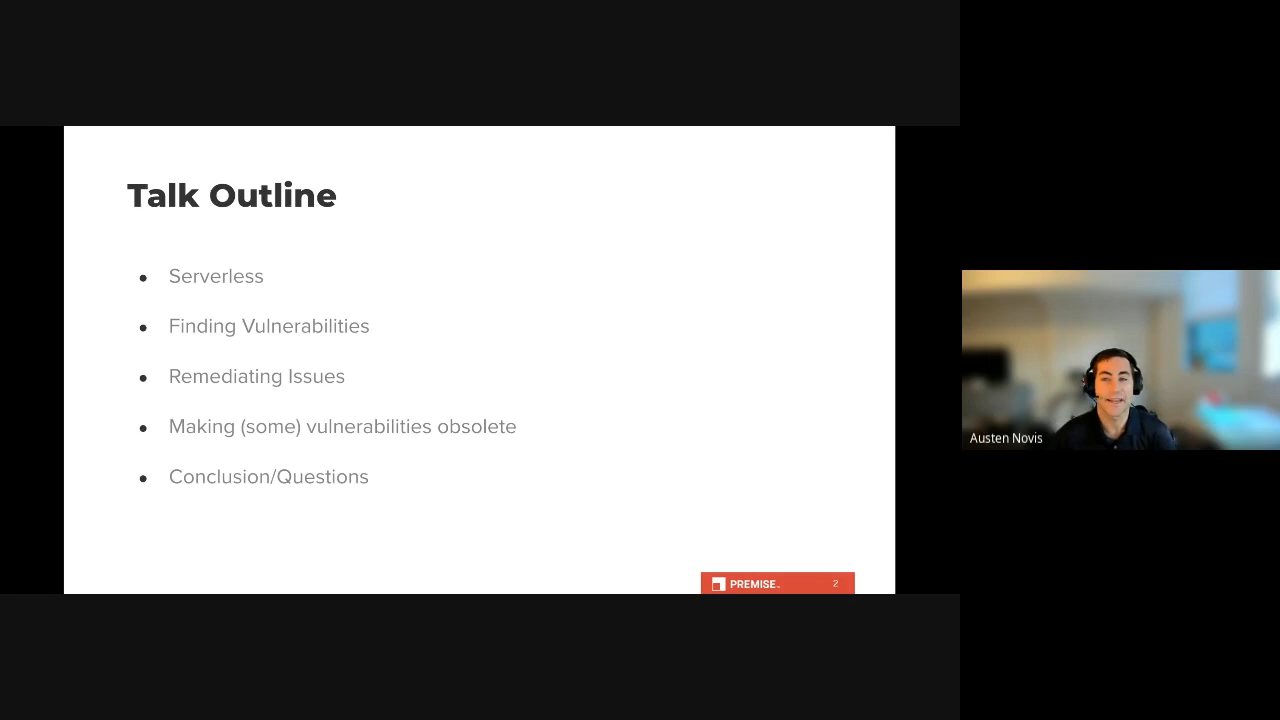 Talk Outline
• Serverless
• Finding Vulnerabilities
• Remediating Issues
• Making (some) vulnerabilities obsolete
• Conclusion/Questions
PREMISE 2
Austen Novis